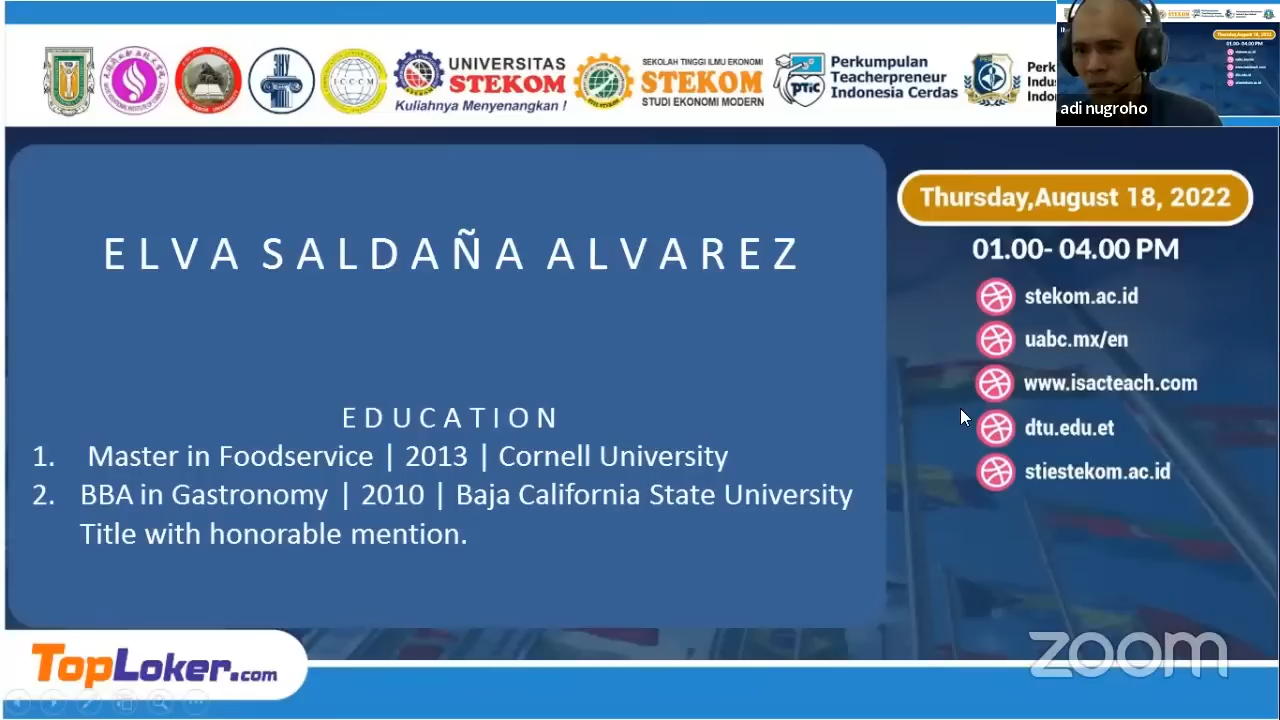 UNIVERSITAS
STEKOM
Kuliahnya Menyenangkan !
SEKOLAH TINGGI ILMU EKONOMI
STEKOM
STUDI EKONOMI MODERN
PTIC
Perkumpulan
Teacherpreneur
Indonesia Cerdas
ICCCM
adi nugroho
ELVA SALDAÑA ALVAREZ
EDUCATION
1. Master in Foodservice | 2013 | Cornell University
2. BBA in Gastronomy | 2010 | Baja California State University
Title with honorable mention.
Thursday,August 18, 2022
01.00- 04.00 PM
stekom.ac.id
uabc.mx/en
www.isacteach.com
dtu.edu.et
stiestekom.ac.id
TopLoker.com
zoom